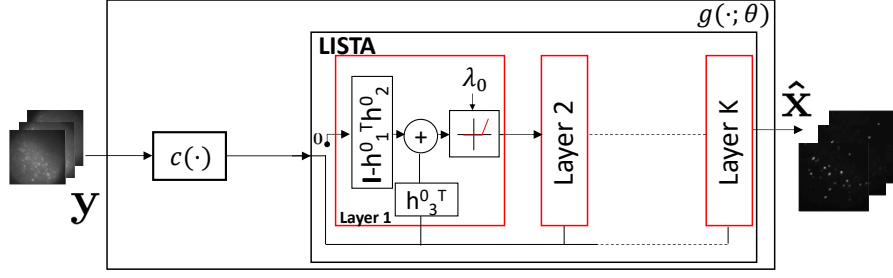 g(·;θ)
LISTA
λ₀
0
I-h⁰₁ᵀh⁰₂
+
h⁰₃ᵀ
Layer 1
Layer 2
Layer K
c(·)
y
x̂